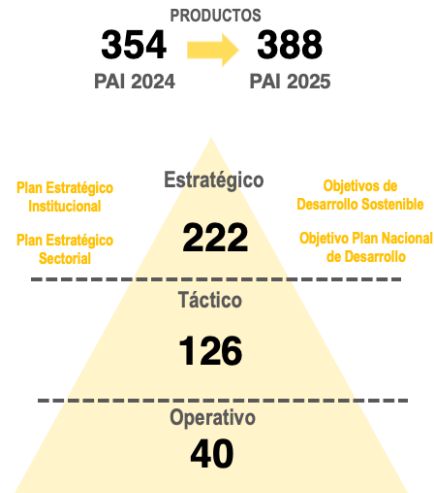 PRODUCTOS
354 388
PAI 2024 PAI 2025
Estratégico
Plan Estratégico
Institucional
Objetivos de
Desarrollo Sostenible
222
Plan Estratégico
Sectorial
Objetivo Plan Nacional
de Desarrollo
Táctico
126
Operativo
40